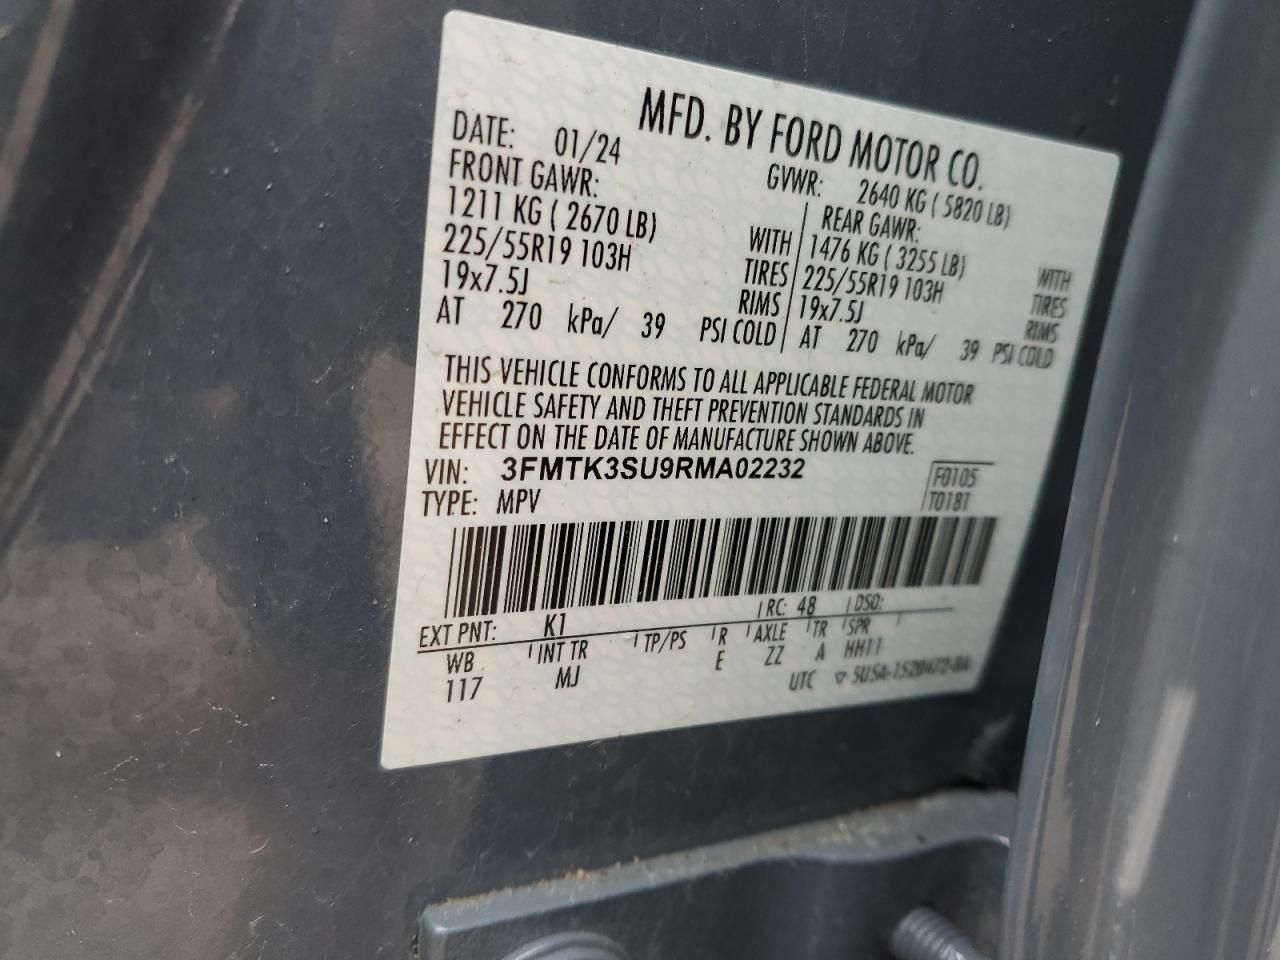 MFD. BY FORD MOTOR CO.
DATE: 01/24 GVWR: 2640 KG ( 5820 LB)
FRONT GAWR: REAR GAWR:
1211 KG ( 2670 LB) WITH 1476 KG ( 3255 LB) WITH
225/55R19 103H TIRES 225/55R19 103H TIRES
19x7.5J RIMS 19x7.5J RIMS
AT 270 kPa/ 39 PSI COLD AT 270 kPa/ 39 PSI COLD
THIS VEHICLE CONFORMS TO ALL APPLICABLE FEDERAL MOTOR
VEHICLE SAFETY AND THEFT PREVENTION STANDARDS IN
EFFECT ON THE DATE OF MANUFACTURE SHOWN ABOVE.
VIN: 3FMTK3SU9RMA02232 F0105
TYPE: MPV T0181
EXT PNT: K1 RC: 48 DSO:
WB INT TR TP/PS R AXLE TR SPR
117 MJ E ZZ A HH11
UTC ▽ 5U5A-1520472-BA